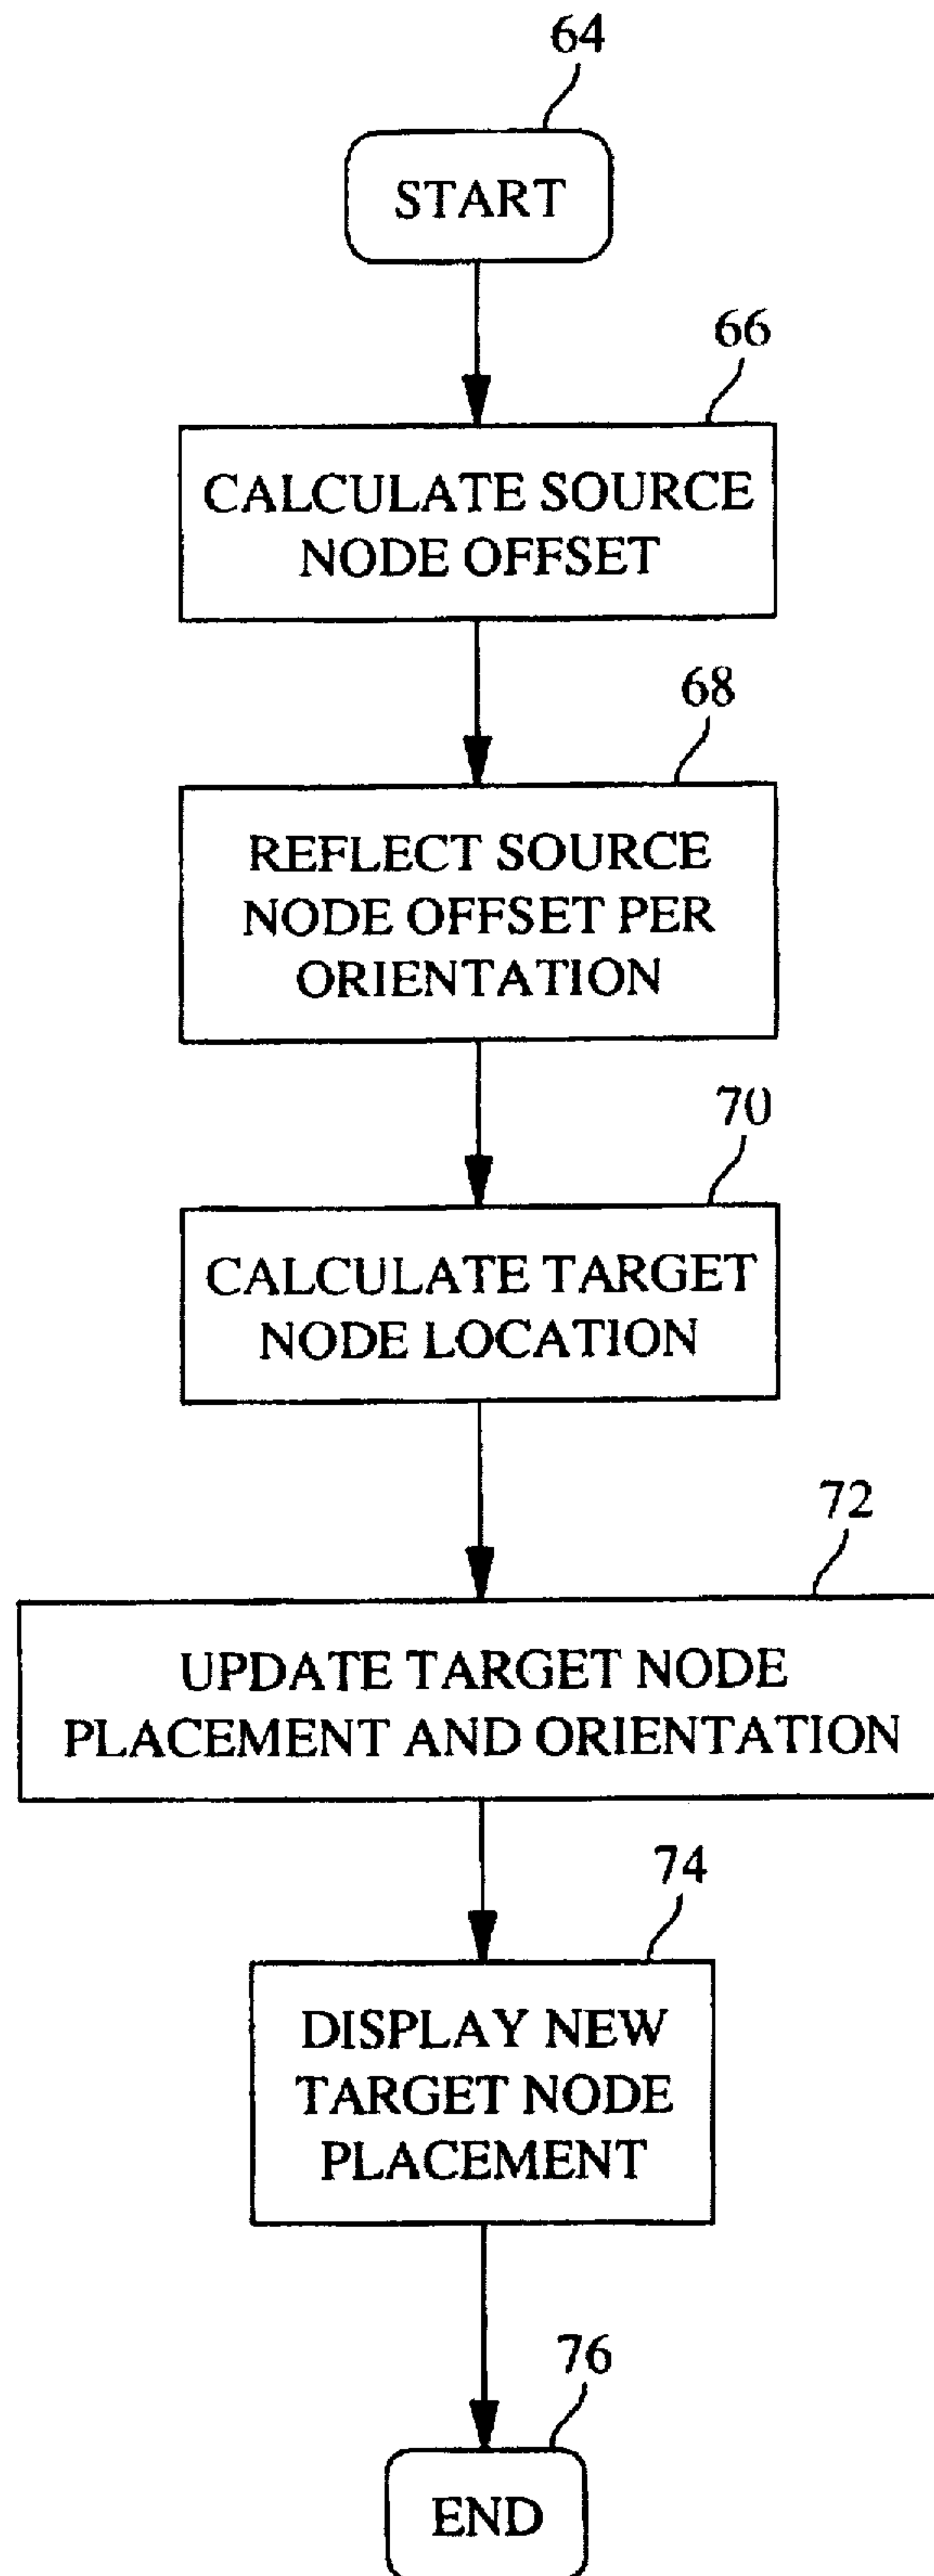 64
START
66
CALCULATE SOURCE
NODE OFFSET
68
REFLECT SOURCE
NODE OFFSET PER
ORIENTATION
70
CALCULATE TARGET
NODE LOCATION
72
UPDATE TARGET NODE
PLACEMENT AND ORIENTATION
74
DISPLAY NEW
TARGET NODE
PLACEMENT
76
END